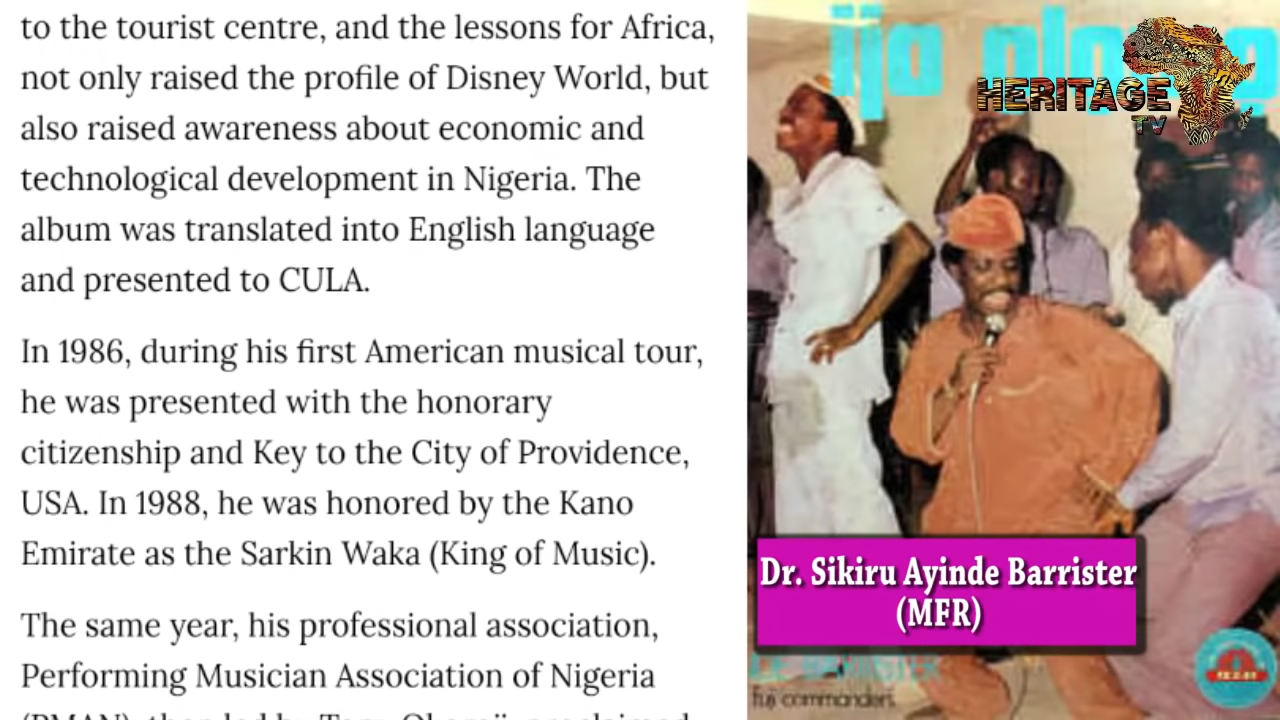 to the tourist centre, and the lessons for Africa,
not only raised the profile of Disney World, but
also raised awareness about economic and
technological development in Nigeria. The
album was translated into English language
and presented to CULA.
In 1986, during his first American musical tour,
he was presented with the honorary
citizenship and Key to the City of Providence,
USA. In 1988, he was honored by the Kano
Emirate as the Sarkin Waka (King of Music).
The same year, his professional association,
Performing Musician Association of Nigeria
ijo
HERITAGE
TV
Dr. Sikiru Ayinde Barrister
(MFR)
fuji commanders